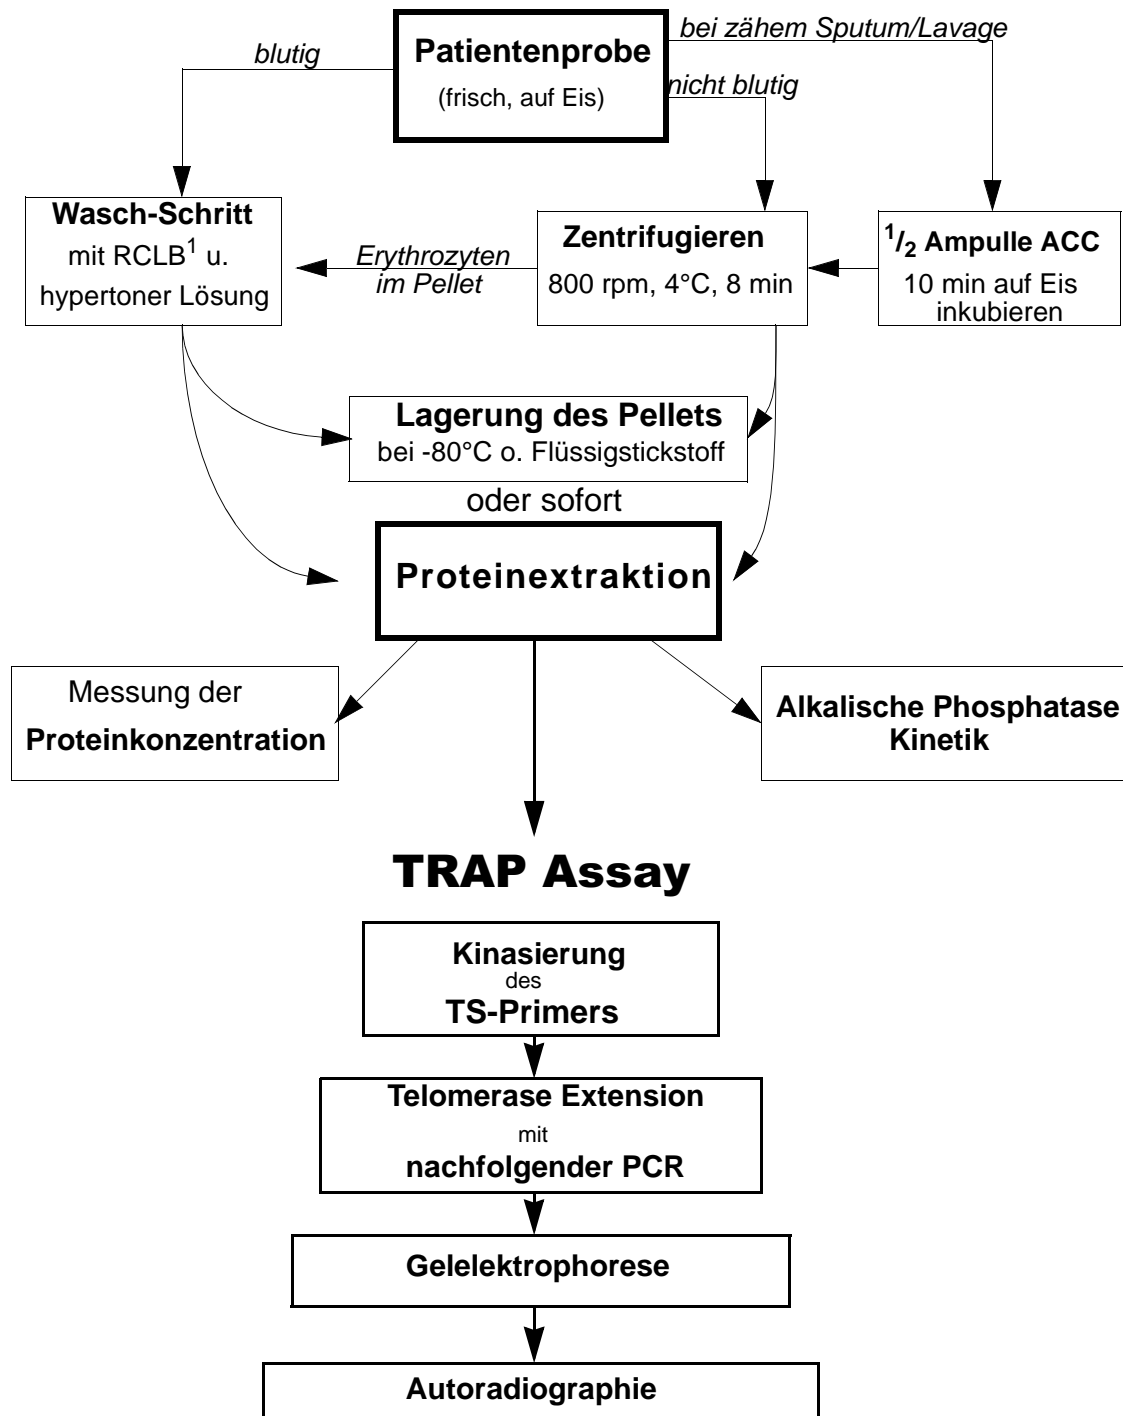 bei zähem Sputum/Lavage
blutig
Patientenprobe
(frisch, auf Eis)
nicht blutig
Wasch-Schritt
mit RCLB¹ u.
hypertoner Lösung
Erythrozyten
im Pellet
Zentrifugieren
800 rpm, 4°C, 8 min
¹/₂ Ampulle ACC
10 min auf Eis
inkubieren
Lagerung des Pellets
bei -80°C o. Flüssigstickstoff
oder sofort
Proteinextraktion
Messung der
Proteinkonzentration
Alkalische Phosphatase
Kinetik
TRAP Assay
Kinasierung
des
TS-Primers
Telomerase Extension
mit
nachfolgender PCR
Gelelektrophorese
Autoradiographie